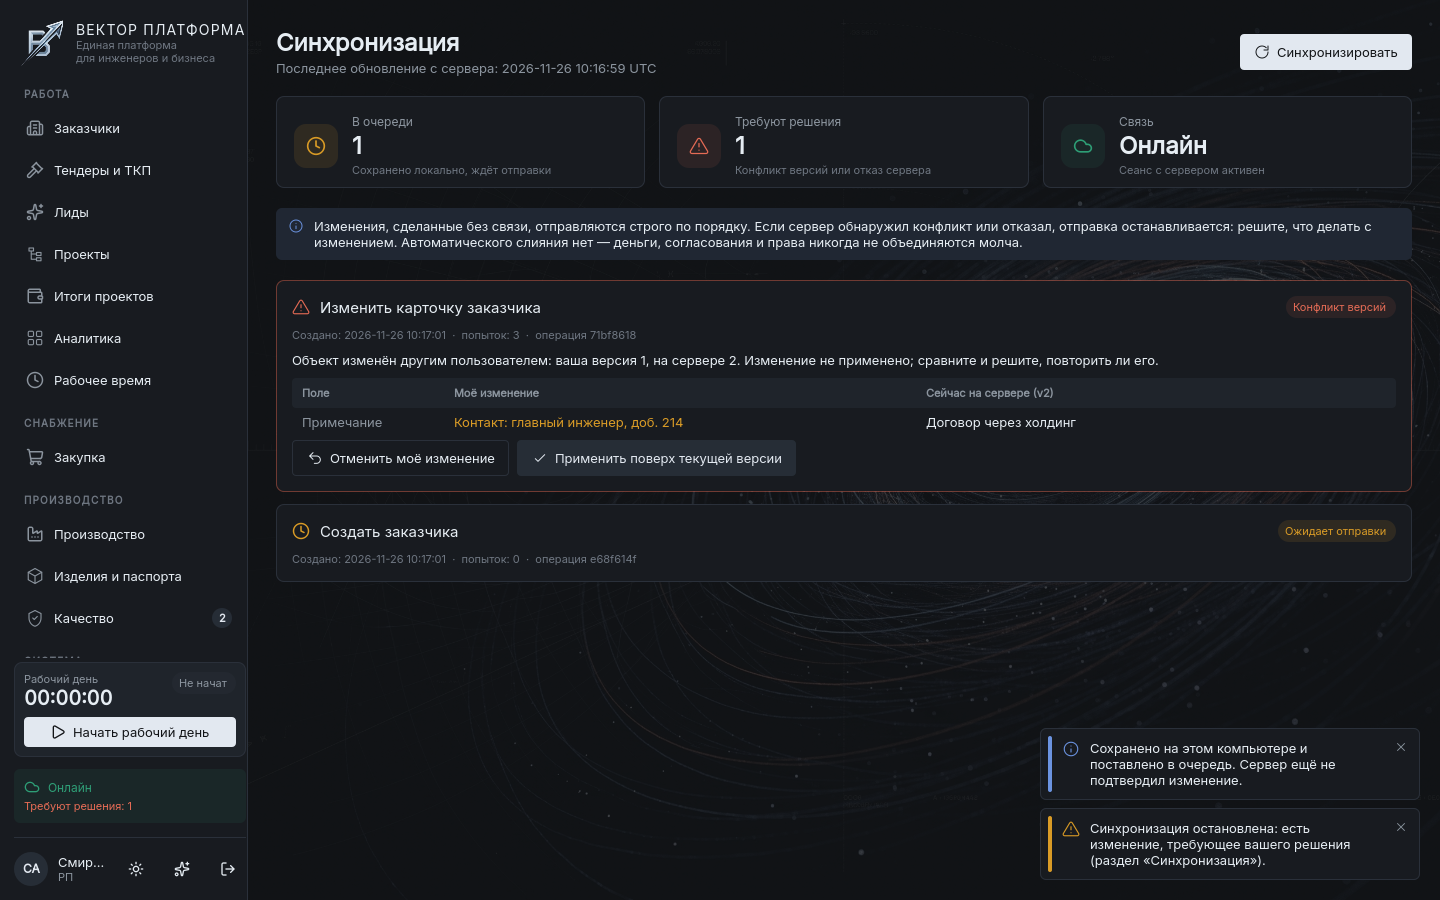 ВЕКТОР ПЛАТФОРМА
Единая платформа
для инженеров и бизнеса
РАБОТА
Заказчики
Тендеры и ТКП
Лиды
Проекты
Итоги проектов
Аналитика
Рабочее время
СНАБЖЕНИЕ
Закупка
ПРОИЗВОДСТВО
Производство
Изделия и паспорта
Качество 2
Рабочий день
Не начат
00:00:00
Начать рабочий день
Онлайн
Требуют решения: 1
СА
Смир...
РП
Синхронизация
Последнее обновление с сервера: 2026-11-26 10:16:59 UTC
Синхронизировать
В очереди
1
Сохранено локально, ждёт отправки
Требуют решения
1
Конфликт версий или отказ сервера
Связь
Онлайн
Сеанс с сервером активен
Изменения, сделанные без связи, отправляются строго по порядку. Если сервер обнаружил конфликт или отказал, отправка останавливается: решите, что делать с
изменением. Автоматического слияния нет — деньги, согласования и права никогда не объединяются молча.
Изменить карточку заказчика
Конфликт версий
Создано: 2026-11-26 10:17:01 · попыток: 3 · операция 71bf8618
Объект изменён другим пользователем: ваша версия 1, на сервере 2. Изменение не применено; сравните и решите, повторить ли его.
Поле Моё изменение Сейчас на сервере (v2)
Примечание Контакт: главный инженер, доб. 214 Договор через холдинг
Отменить моё изменение
Применить поверх текущей версии
Создать заказчика
Ожидает отправки
Создано: 2026-11-26 10:17:01 · попыток: 0 · операция e68f614f
Сохранено на этом компьютере и
поставлено в очередь. Сервер ещё не
подтвердил изменение.
Синхронизация остановлена: есть
изменение, требующее вашего решения
(раздел «Синхронизация»).